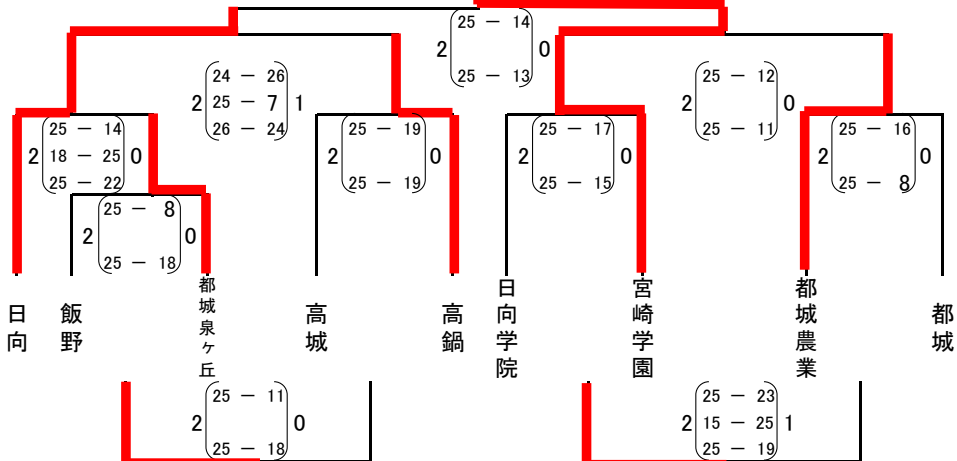 25 － 14
2 0
25 － 13
24 － 26
2 25 － 7 1
26 － 24
25 － 12
2 0
25 － 11
25 － 14
2 18 － 25 0
25 － 22
25 － 19
2 0
25 － 19
25 － 17
2 0
25 － 15
25 － 16
2 0
25 － 8
25 － 8
2 0
25 － 18
日向
飯野
都城泉ヶ丘
高城
高鍋
日向学院
宮崎学園
都城農業
都城
25 － 11
2 0
25 － 18
25 － 23
2 15 － 25 1
25 － 19